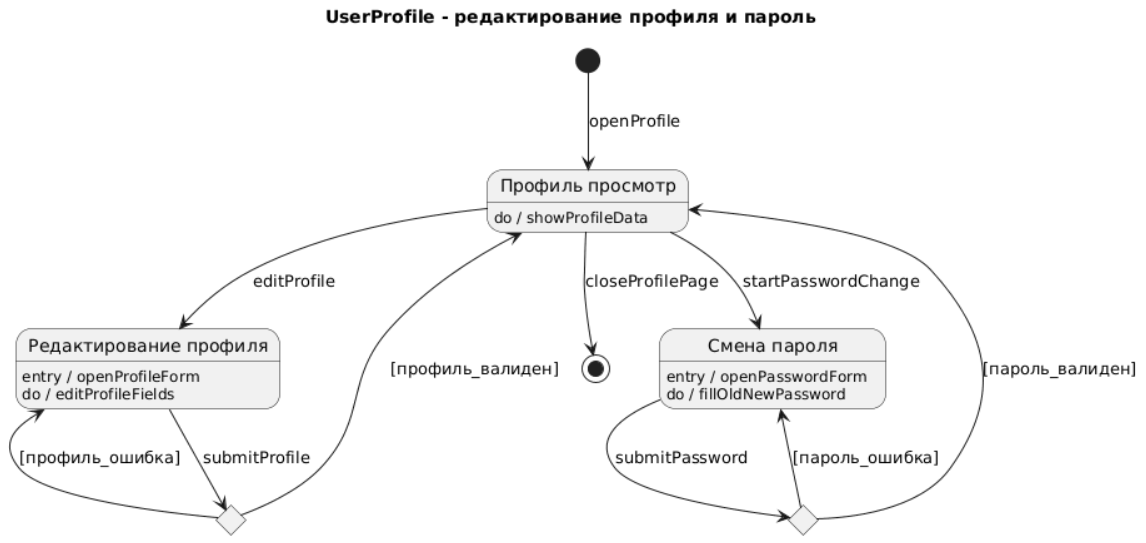 UserProfile - редактирование профиля и пароль
openProfile
Профиль просмотр
do / showProfileData
editProfile
closeProfilePage
startPasswordChange
Редактирование профиля
entry / openProfileForm
do / editProfileFields
[профиль_валиден]
Смена пароля
entry / openPasswordForm
do / fillOldNewPassword
[пароль_валиден]
[профиль_ошибка]
submitProfile
submitPassword
[пароль_ошибка]